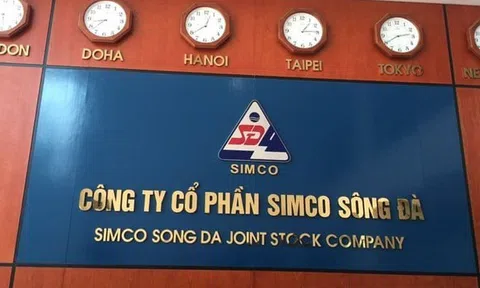 DOHA
HANOI
TAIPEI
TOKYO
SIMCO
CÔNG TY CỔ PHẦN SIMCO SÔNG ĐÀ
SIMCO SONG DA JOINT STOCK COMPANY